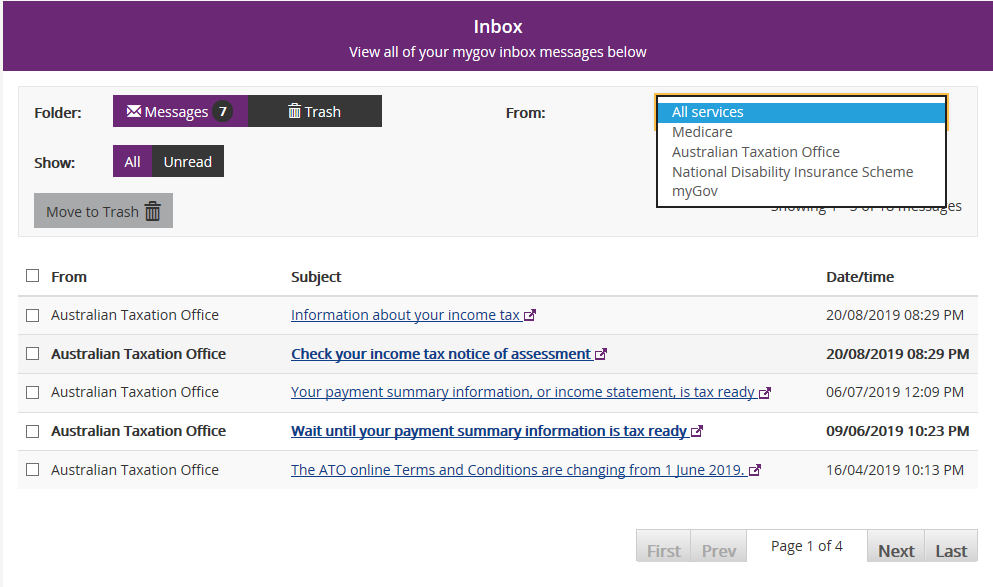 Inbox
View all of your mygov inbox messages below
Folder: Messages 7 Trash From:
All services
Medicare
Australian Taxation Office
National Disability Insurance Scheme
myGov
Show: All Unread
Move to Trash
messages
From Subject Date/time
Australian Taxation Office Information about your income tax 20/08/2019 08:29 PM
Australian Taxation Office Check your income tax notice of assessment 20/08/2019 08:29 PM
Australian Taxation Office Your payment summary information, or income statement, is tax ready 06/07/2019 12:09 PM
Australian Taxation Office Wait until your payment summary information is tax ready 09/06/2019 10:23 PM
Australian Taxation Office The ATO online Terms and Conditions are changing from 1 June 2019. 16/04/2019 10:13 PM
First Prev Page 1 of 4 Next Last